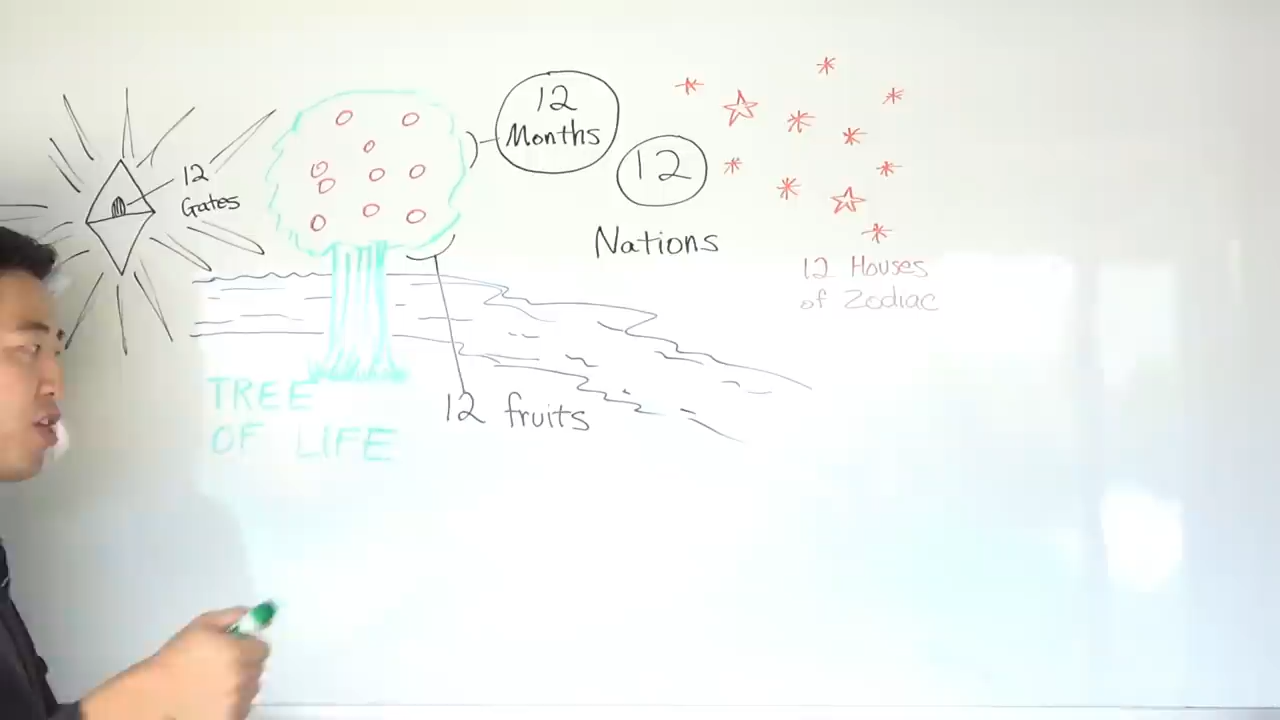 12
Gates
12
Months
12
Nations
12 Houses
of Zodiac
TREE
OF LIFE
12 fruits